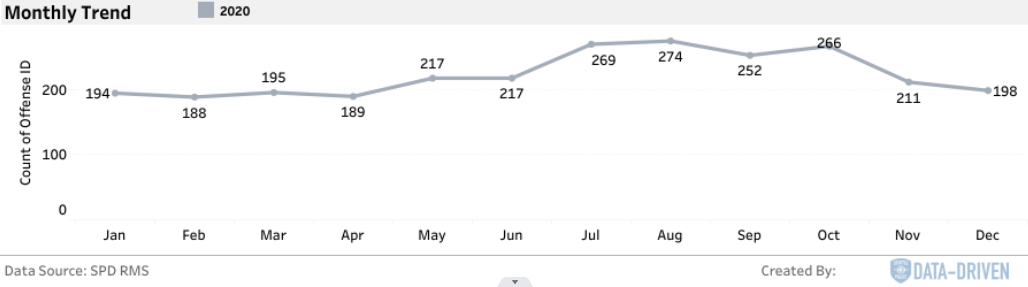 Monthly Trend
2020
Count of Offense ID
200
100
0
194
188
195
189
217
217
269
274
252
266
211
198
Jan Feb Mar Apr May Jun Jul Aug Sep Oct Nov Dec
Data Source: SPD RMS
Created By:
DATA-DRIVEN